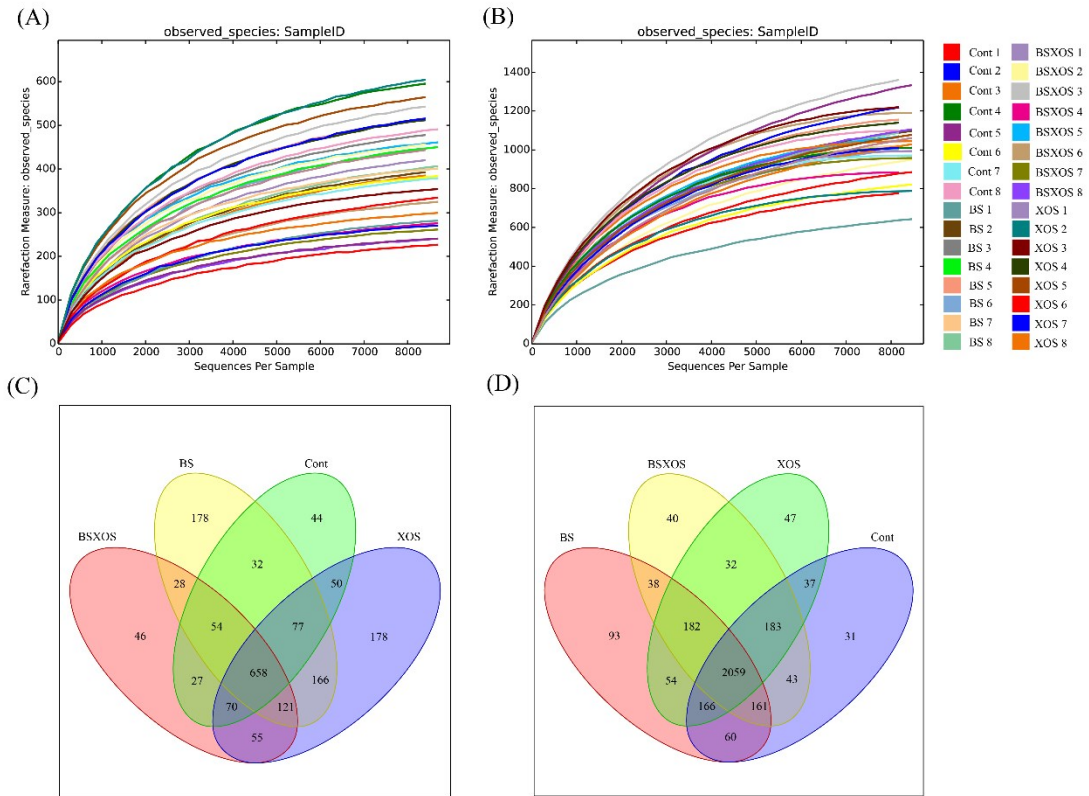 (A)
observed_species: SampleID
Rarefraction Measure: observed_species
600
500
400
300
200
100
0
0 1000 2000 3000 4000 5000 6000 7000 8000
Sequences Per Sample
(B)
observed_species: SampleID
Rarefraction Measure: observed_species
1400
1200
1000
800
600
400
200
0
0 1000 2000 3000 4000 5000 6000 7000 8000
Sequences Per Sample
Cont 1 BSXOS 1
Cont 2 BSXOS 2
Cont 3 BSXOS 3
Cont 4 BSXOS 4
Cont 5 BSXOS 5
Cont 6 BSXOS 6
Cont 7 BSXOS 7
Cont 8 BSXOS 8
BS 1 XOS 1
BS 2 XOS 2
BS 3 XOS 3
BS 4 XOS 4
BS 5 XOS 5
BS 6 XOS 6
BS 7 XOS 7
BS 8 XOS 8
(C)
BS Cont
BSXOS XOS
178 44
32
28 50
54 77
46 178
658
27 166
70 121
55
(D)
BSXOS XOS
BS Cont
40 47
32
38 37
182 183
93 31
2059
54 43
166 161
60